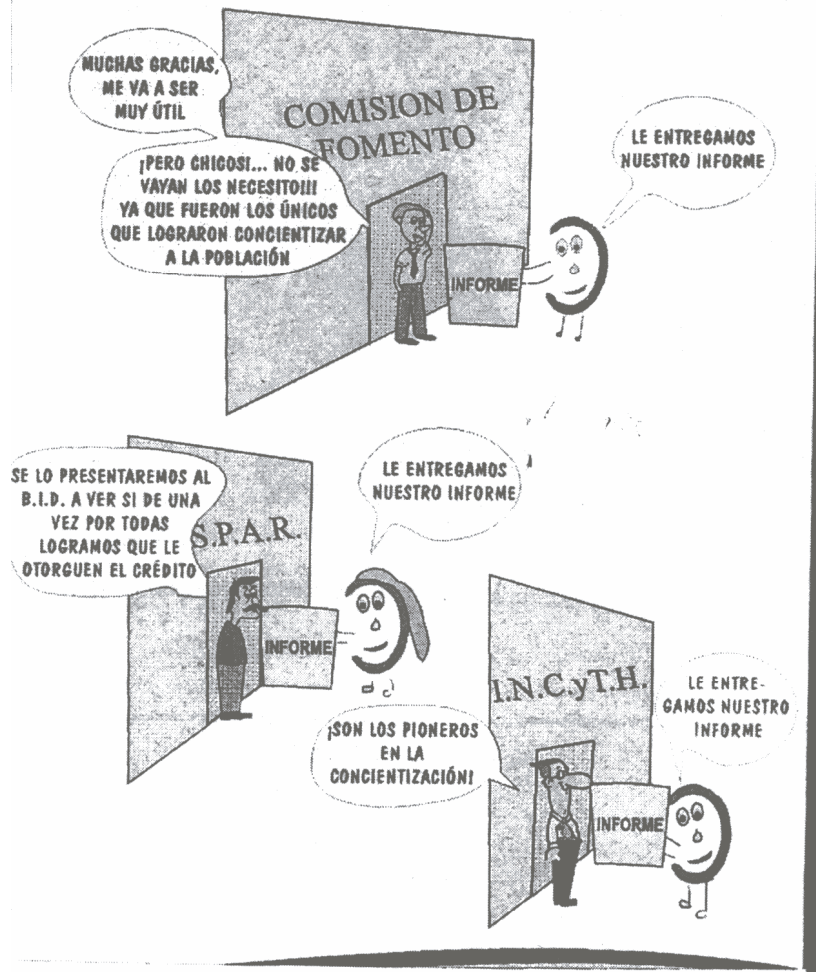 MUCHAS GRACIAS,
ME VA A SER
MUY ÚTIL
COMISION DE
FOMENTO
LE ENTREGAMOS
NUESTRO INFORME
¡PERO CHICOS!... NO SE
VAYAN LOS NECESITO!!!
YA QUE FUERON LOS ÚNICOS
QUE LOGRARON CONCIENTIZAR
A LA POBLACIÓN
INFORME
SE LO PRESENTAREMOS AL
B.I.D. A VER SI DE UNA
VEZ POR TODAS
LOGRAMOS QUE LE
OTORGUEN EL CRÉDITO
S.P.A.R.
LE ENTREGAMOS
NUESTRO INFORME
INFORME
I.N.C.yT.H.
LE ENTRE-
GAMOS NUESTRO
INFORME
¡SON LOS PIONEROS
EN LA
CONCIENTIZACIÓN!
INFORME